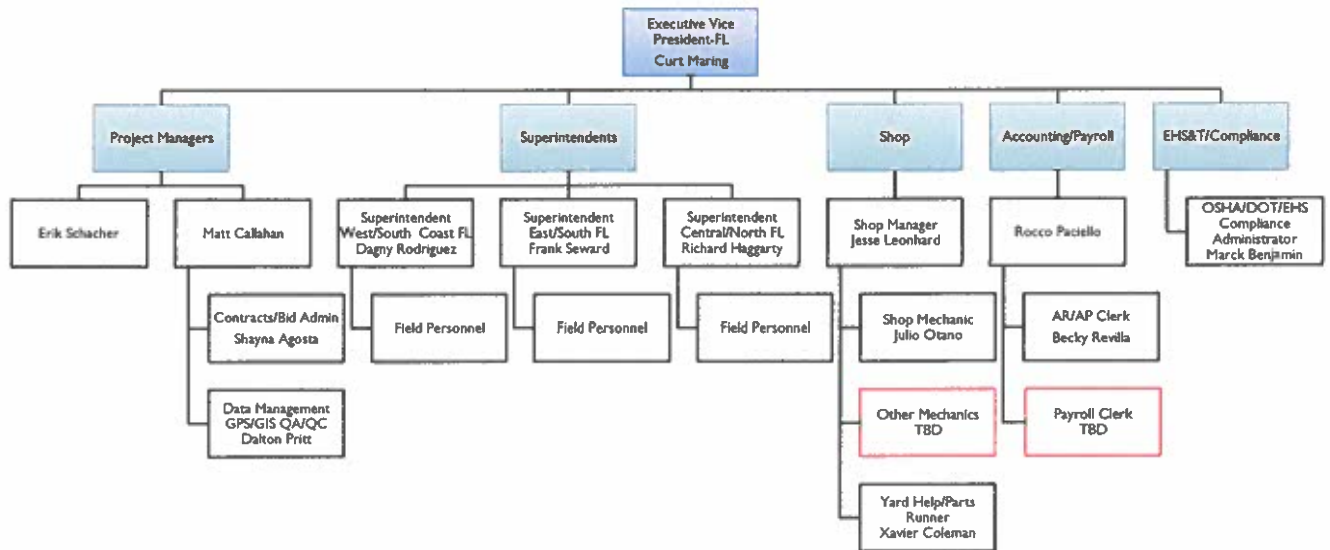 Executive Vice
President-FL
Curt Maring
Project Managers
Superintendents
Shop
Accounting/Payroll
EHS&T/Compliance
Erik Schacher
Matt Callahan
Superintendent
West/South Coast FL
Dagny Rodriguez
Superintendent
East/South FL
Frank Seward
Superintendent
Central/North FL
Richard Haggarty
Shop Manager
Jesse Leonhard
Rocco Paciello
OSHA/DOT/EHS
Compliance
Administrator
Marck Benjamin
Contracts/Bid Admin
Shayna Agosta
Field Personnel
Field Personnel
Field Personnel
Shop Mechanic
Julio Otano
AR/AP Clerk
Becky Revilla
Data Management
GPS/GIS QA/QC
Dalton Pritt
Other Mechanics
TBD
Payroll Clerk
TBD
Yard Help/Parts
Runner
Xavier Coleman